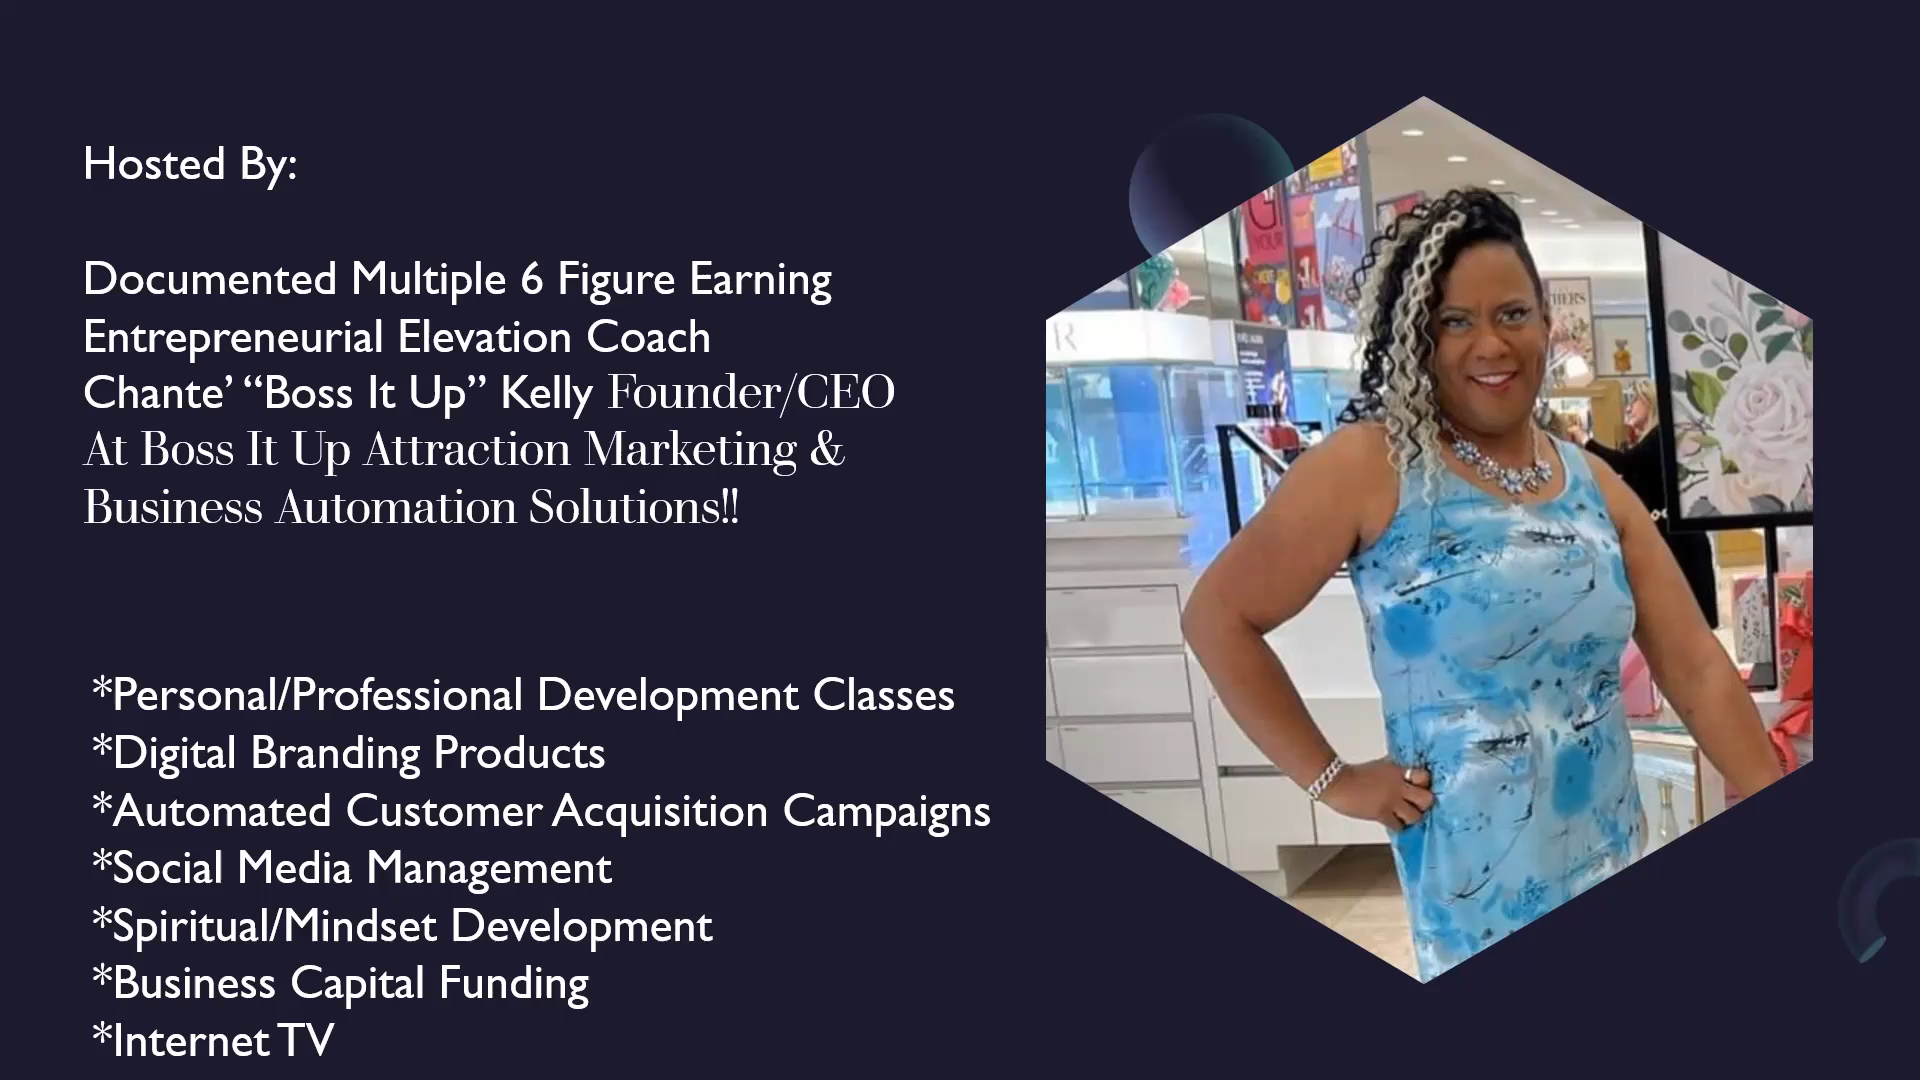 Hosted By:
Documented Multiple 6 Figure Earning
Entrepreneurial Elevation Coach
Chante’ “Boss It Up” Kelly Founder/CEO
At Boss It Up Attraction Marketing &
Business Automation Solutions!!
*Personal/Professional Development Classes
*Digital Branding Products
*Automated Customer Acquisition Campaigns
*Social Media Management
*Spiritual/Mindset Development
*Business Capital Funding
*Internet TV
YOUR
R